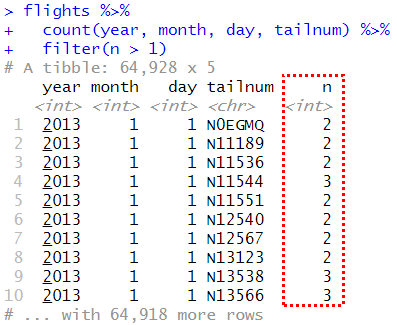 > flights %>%
+   count(year, month, day, tailnum) %>%
+   filter(n > 1)
# A tibble: 64,928 x 5
year month day tailnum n
<int> <int> <int> <chr> <int>
1 2013 1 1 N0EGMQ 2
2 2013 1 1 N11189 2
3 2013 1 1 N11536 2
4 2013 1 1 N11544 3
5 2013 1 1 N11551 2
6 2013 1 1 N12540 2
7 2013 1 1 N12567 2
8 2013 1 1 N13123 2
9 2013 1 1 N13538 3
10 2013 1 1 N13566 3
# ... with 64,918 more rows